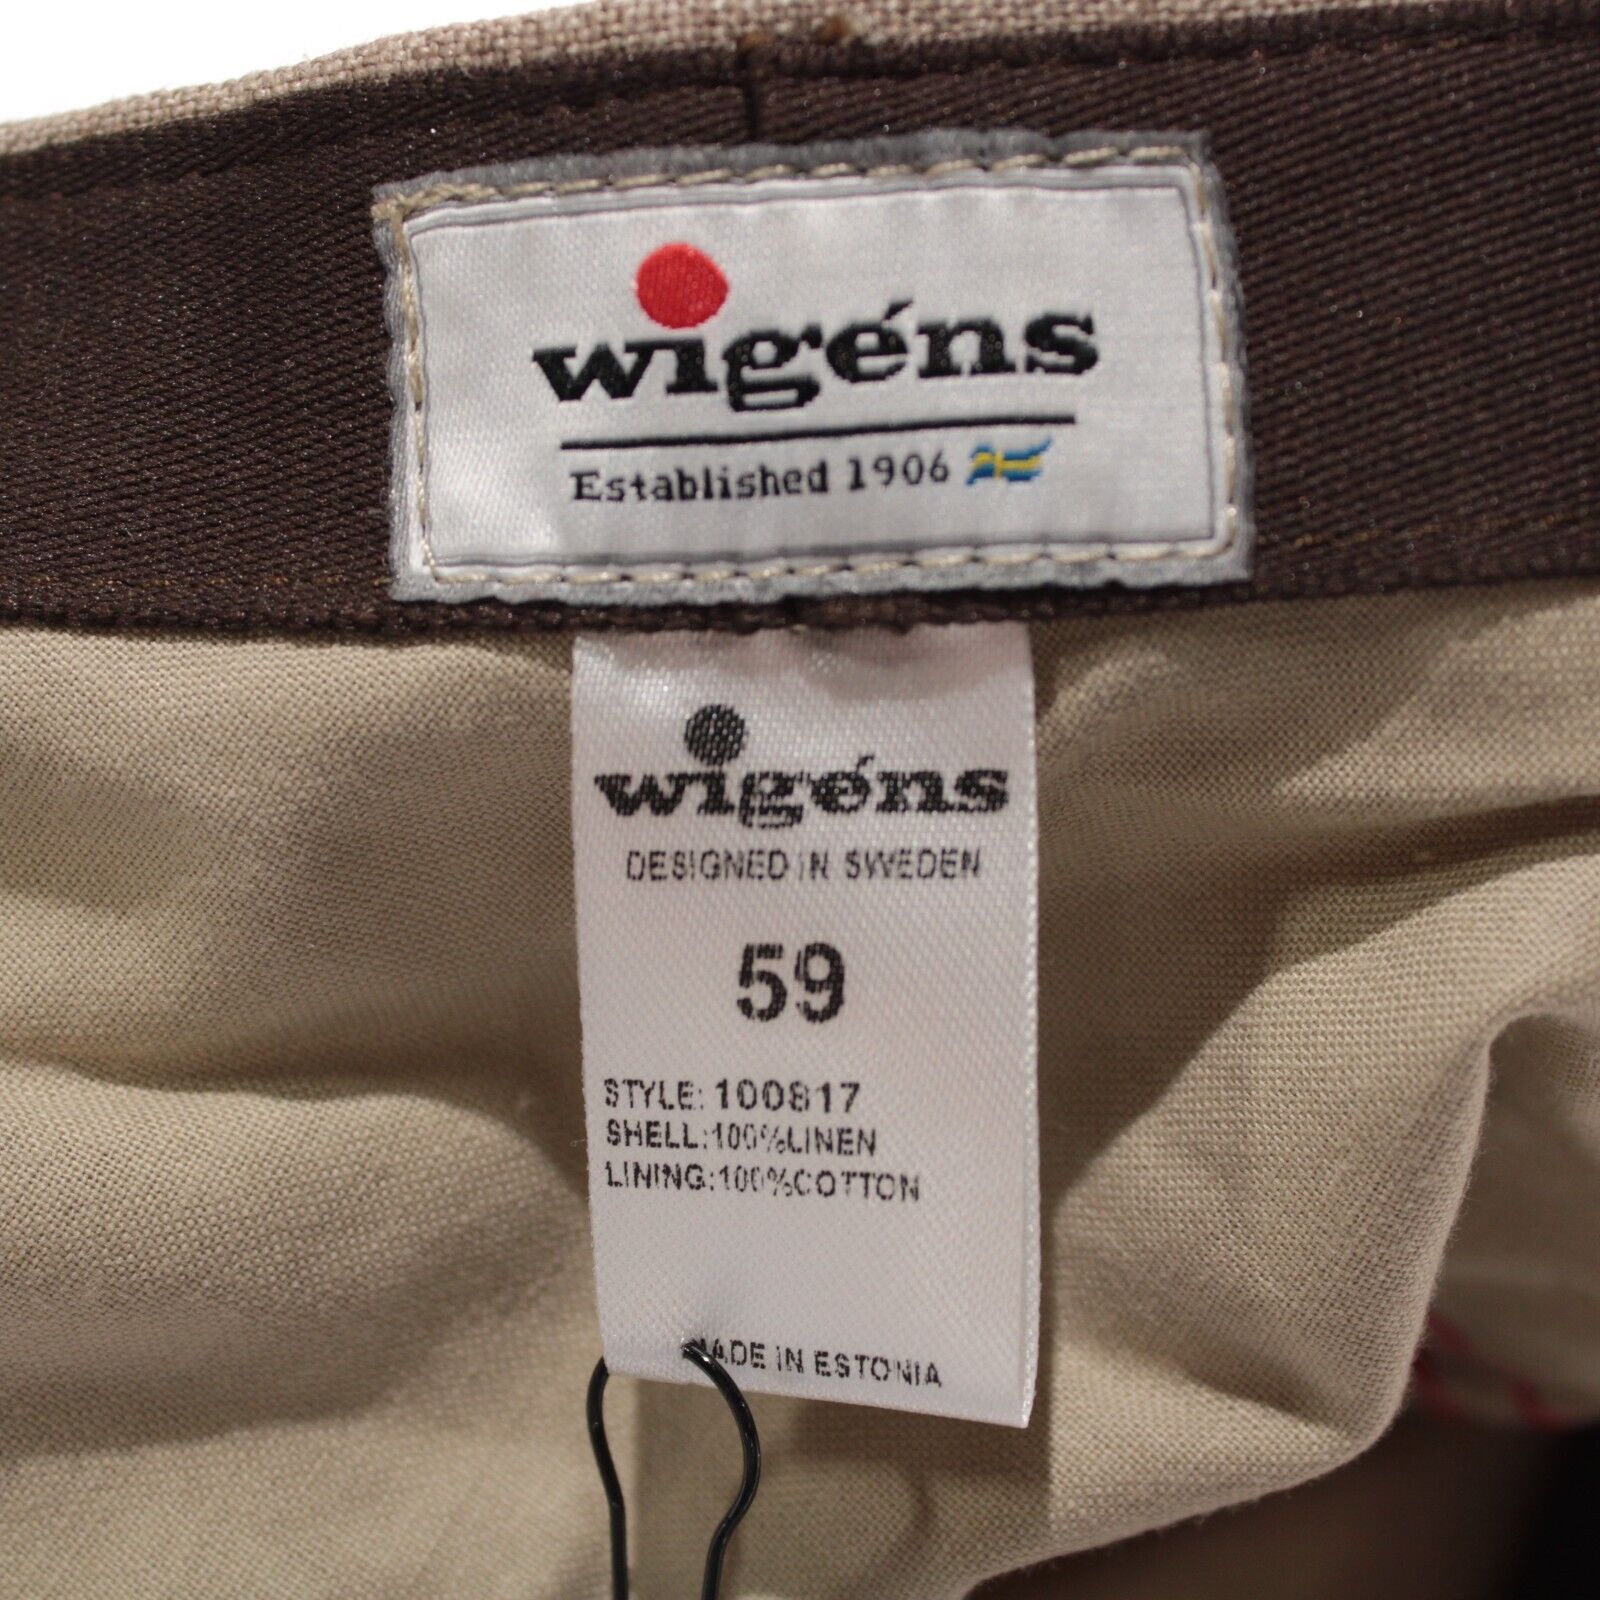 wigéns
Established 1906
wigéns
DESIGNED IN SWEDEN
59
STYLE: 100817
SHELL:100%LINEN
LINING:100%COTTON
MADE IN ESTONIA